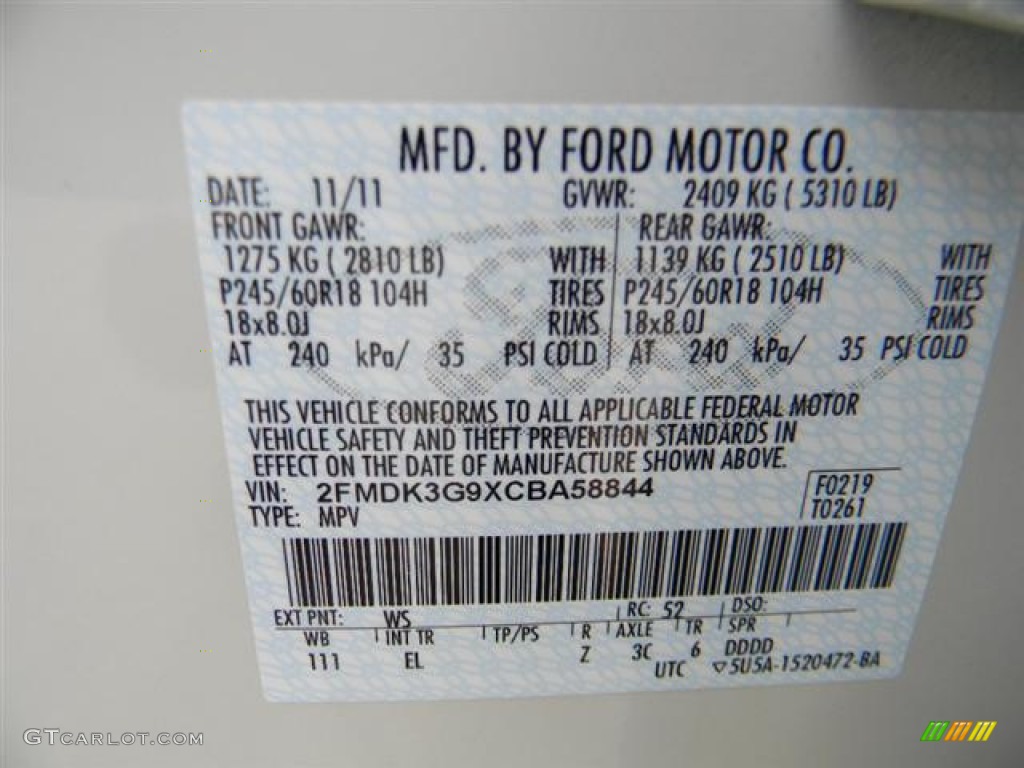 MFD. BY FORD MOTOR CO.
DATE: 11/11 GVWR: 2409 KG ( 5310 LB)
FRONT GAWR: REAR GAWR:
1275 KG ( 2810 LB) WITH 1139 KG ( 2510 LB) WITH
P245/60R18 104H TIRES P245/60R18 104H TIRES
18x8.0J RIMS 18x8.0J RIMS
AT 240 kPa/ 35 PSI COLD AT 240 kPa/ 35 PSI COLD
Ford
THIS VEHICLE CONFORMS TO ALL APPLICABLE FEDERAL MOTOR
VEHICLE SAFETY AND THEFT PREVENTION STANDARDS IN
EFFECT ON THE DATE OF MANUFACTURE SHOWN ABOVE.
VIN: 2FMDK3G9XCBA58844 F0219
TYPE: MPV T0261
EXT PNT: WS RC: 52 DSO:
WB INT TR TP/PS R AXLE TR SPR
111 EL Z 3C 6 DDDD
UTC ▽5U5A-1520472-BA
GTCARLOT.COM